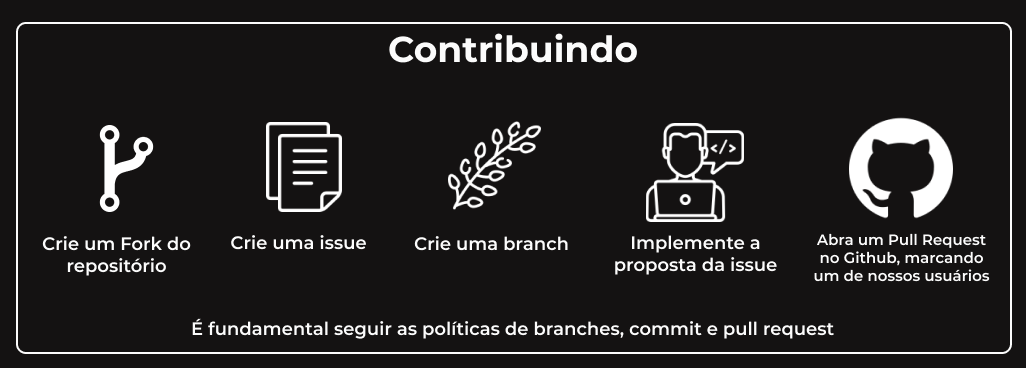 Contribuindo
</>
Crie um Fork do
repositório
Crie uma issue
Crie uma branch
Implemente a
proposta da issue
Abra um Pull Request
no Github, marcando
um de nossos usuários
É fundamental seguir as políticas de branches, commit e pull request